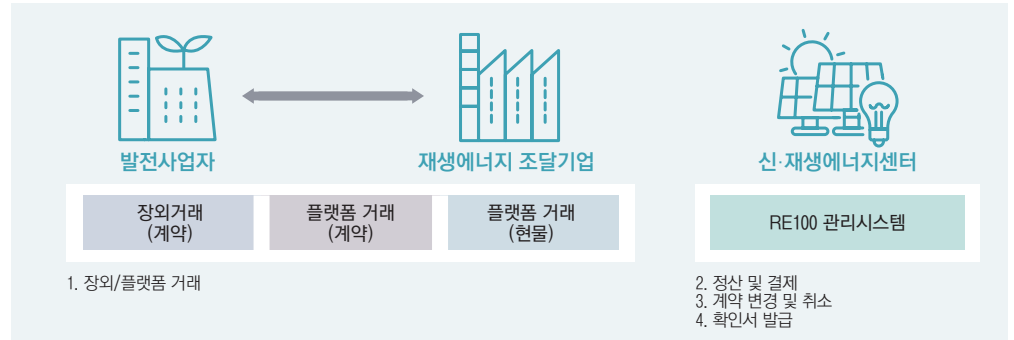 발전사업자
재생에너지 조달기업
신·재생에너지센터
장외거래
(계약)
플랫폼 거래
(계약)
플랫폼 거래
(현물)
RE100 관리시스템
1. 장외/플랫폼 거래
2. 정산 및 결제
3. 계약 변경 및 취소
4. 확인서 발급